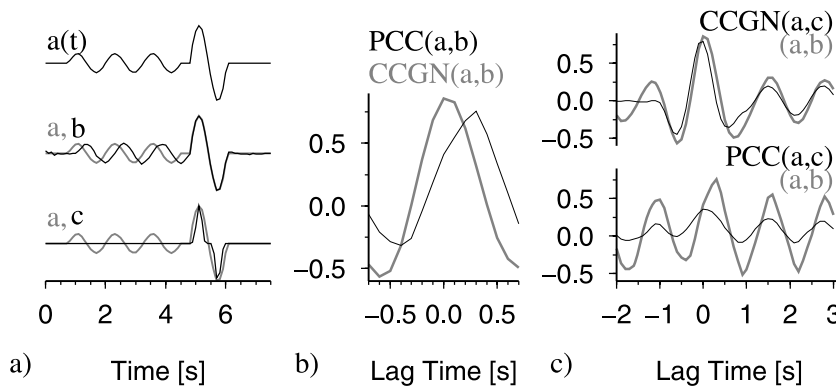 a(t)
a, b
a, c
0 2 4 6
a) Time [s]
PCC(a,b)
CCGN(a,b)
0.5
0.0
−0.5
−0.5 0.0 0.5
b) Lag Time [s]
CCGN(a,c)
(a,b)
0.5
0.0
−0.5
PCC(a,c)
(a,b)
0.5
0.0
−0.5
−2 −1 0 1 2 3
c) Lag Time [s]